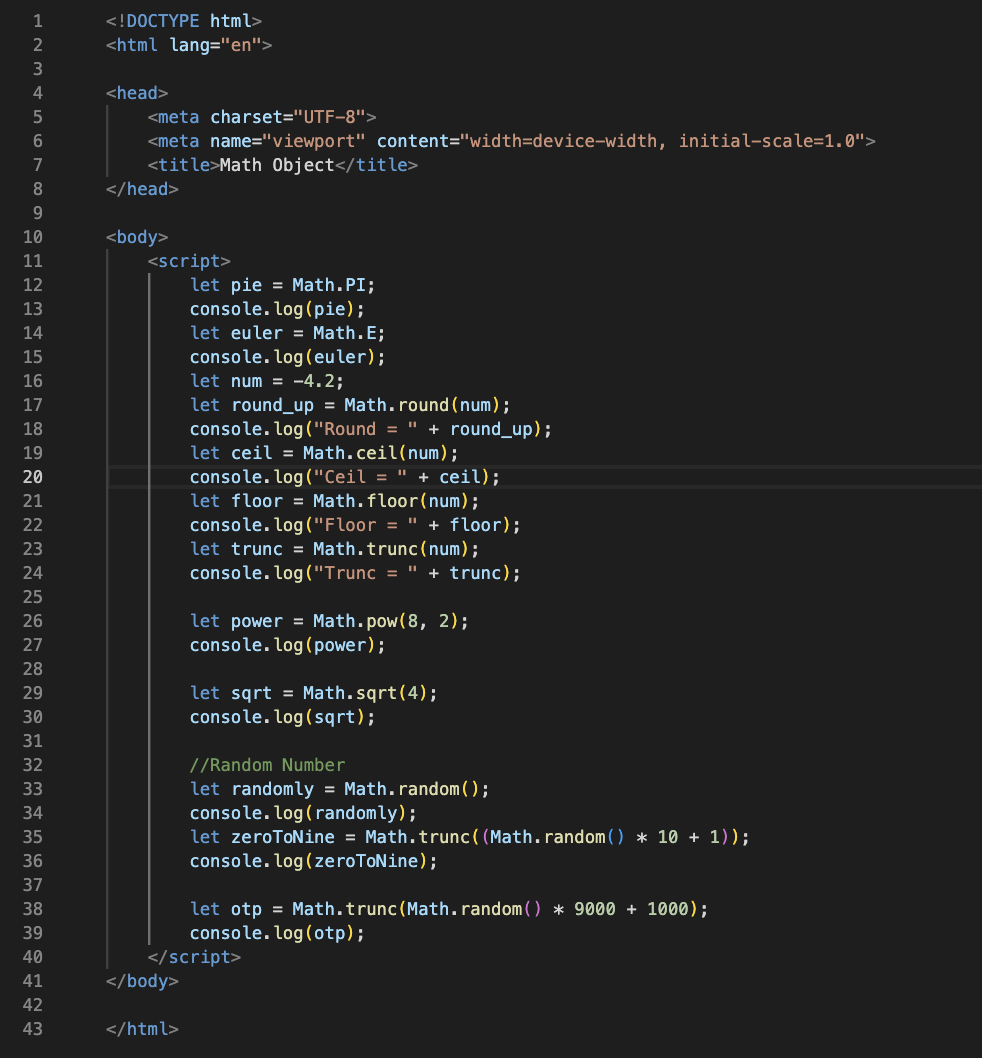 1 <!DOCTYPE html>
2 <html lang="en">
3
4 <head>
5 <meta charset="UTF-8">
6 <meta name="viewport" content="width=device-width, initial-scale=1.0">
7 <title>Math Object</title>
8 </head>
9
10 <body>
11 <script>
12 let pie = Math.PI;
13 console.log(pie);
14 let euler = Math.E;
15 console.log(euler);
16 let num = -4.2;
17 let round_up = Math.round(num);
18 console.log("Round = " + round_up);
19 let ceil = Math.ceil(num);
20 console.log("Ceil = " + ceil);
21 let floor = Math.floor(num);
22 console.log("Floor = " + floor);
23 let trunc = Math.trunc(num);
24 console.log("Trunc = " + trunc);
25
26 let power = Math.pow(8, 2);
27 console.log(power);
28
29 let sqrt = Math.sqrt(4);
30 console.log(sqrt);
31
32 //Random Number
33 let randomly = Math.random();
34 console.log(randomly);
35 let zeroToNine = Math.trunc((Math.random() * 10 + 1));
36 console.log(zeroToNine);
37
38 let otp = Math.trunc(Math.random() * 9000 + 1000);
39 console.log(otp);
40 </script>
41 </body>
42
43 </html>